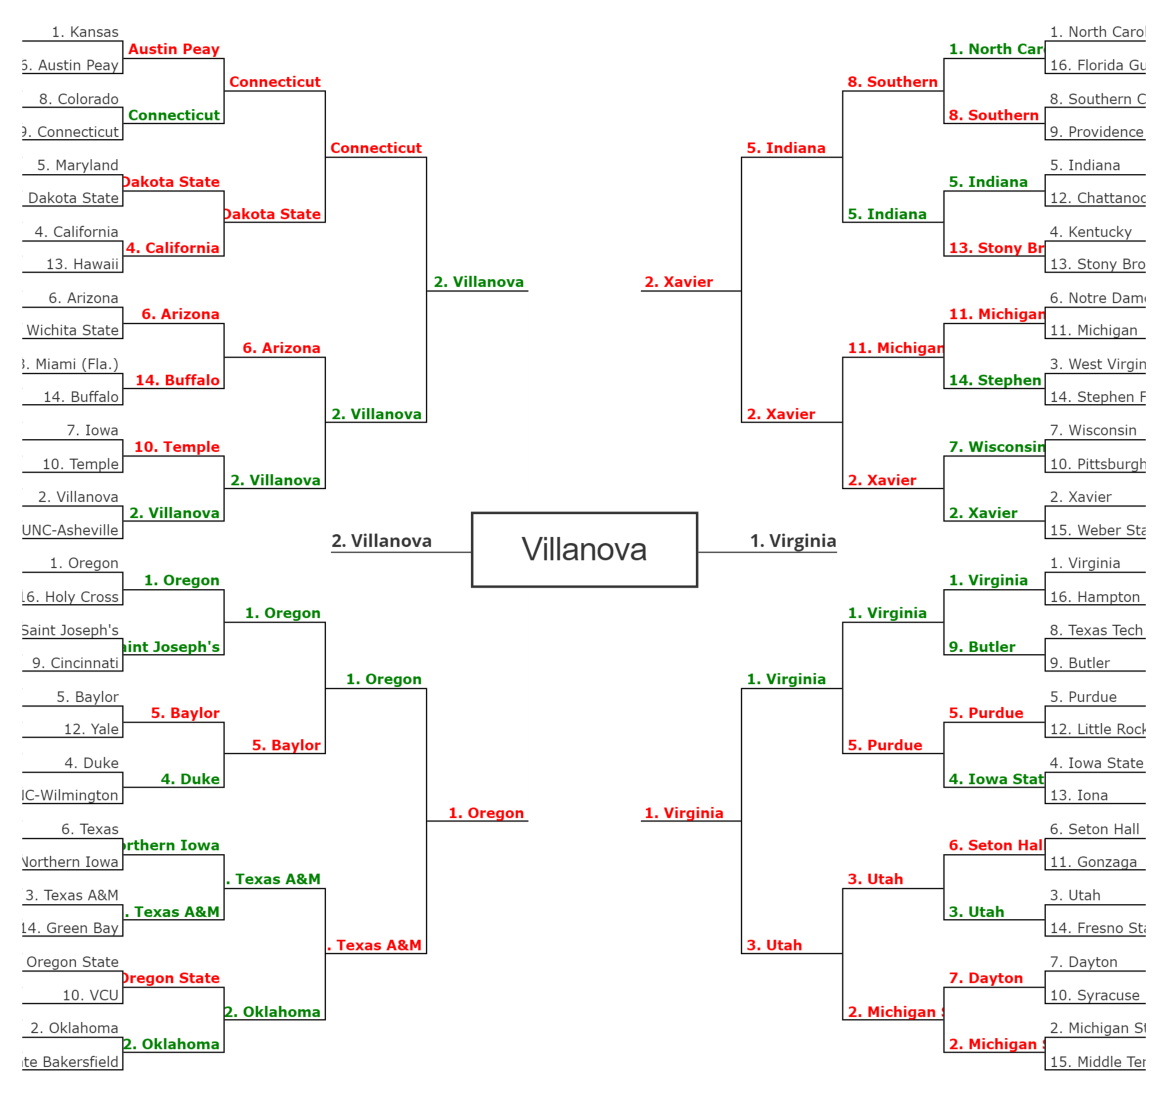 1. Kansas
6. Austin Peay
8. Colorado
9. Connecticut
5. Maryland
Dakota State
4. California
13. Hawaii
6. Arizona
Wichita State
3. Miami (Fla.)
14. Buffalo
7. Iowa
10. Temple
2. Villanova
UNC-Asheville
1. Oregon
16. Holy Cross
Saint Joseph's
9. Cincinnati
5. Baylor
12. Yale
4. Duke
NC-Wilmington
6. Texas
Northern Iowa
3. Texas A&M
14. Green Bay
Oregon State
10. VCU
2. Oklahoma
te Bakersfield
Austin Peay
Connecticut
Dakota State
4. California
6. Arizona
14. Buffalo
10. Temple
2. Villanova
1. Oregon
aint Joseph's
5. Baylor
4. Duke
orthern Iowa
. Texas A&M
Oregon State
2. Oklahoma
Connecticut
Dakota State
6. Arizona
2. Villanova
1. Oregon
5. Baylor
. Texas A&M
2. Oklahoma
Connecticut
2. Villanova
1. Oregon
. Texas A&M
2. Villanova
1. Oregon
2. Villanova
Villanova
1. Virginia
2. Xavier
1. Virginia
5. Indiana
2. Xavier
1. Virginia
3. Utah
8. Southern
5. Indiana
11. Michigan
2. Xavier
1. Virginia
5. Purdue
3. Utah
2. Michigan S
1. North Car
8. Southern
5. Indiana
13. Stony Br
11. Michigan
14. Stephen
7. Wisconsin
2. Xavier
1. Virginia
9. Butler
5. Purdue
4. Iowa Stat
6. Seton Hal
3. Utah
7. Dayton
2. Michigan S
1. North Carol
16. Florida Gu
8. Southern C
9. Providence
5. Indiana
12. Chattanoo
4. Kentucky
13. Stony Bro
6. Notre Dame
11. Michigan
3. West Virgin
14. Stephen F
7. Wisconsin
10. Pittsburgh
2. Xavier
15. Weber Sta
1. Virginia
16. Hampton
8. Texas Tech
9. Butler
5. Purdue
12. Little Rock
4. Iowa State
13. Iona
6. Seton Hall
11. Gonzaga
3. Utah
14. Fresno Sta
7. Dayton
10. Syracuse
2. Michigan St
15. Middle Ten